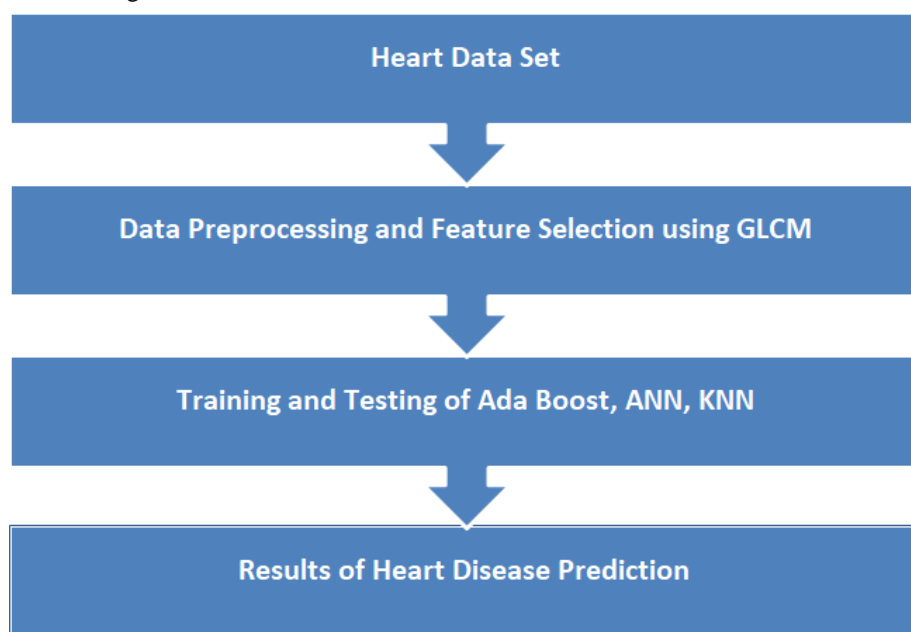 Heart Data Set
Data Preprocessing and Feature Selection using GLCM
Training and Testing of Ada Boost, ANN, KNN
Results of Heart Disease Prediction